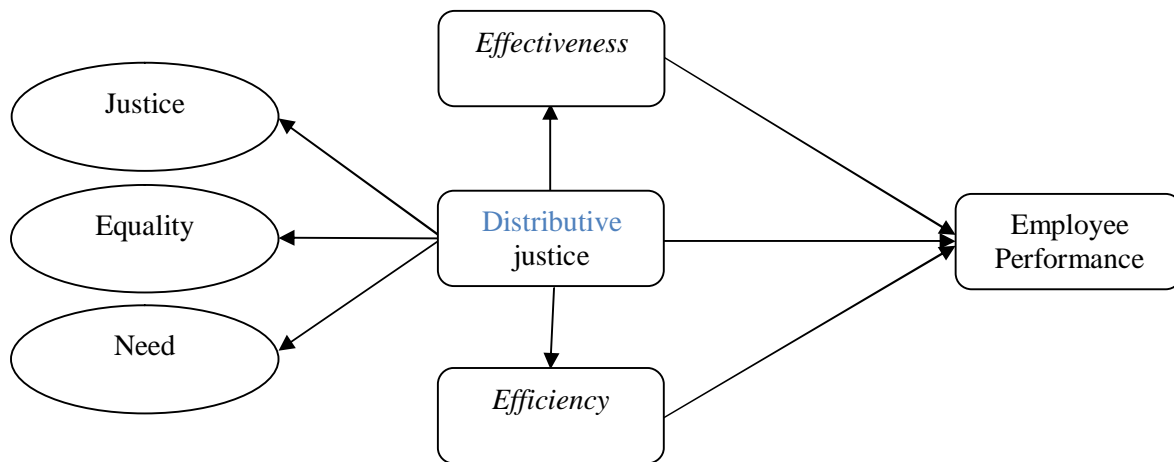 Effectiveness
Justice
Equality
Distributive
justice
Employee
Performance
Need
Efficiency